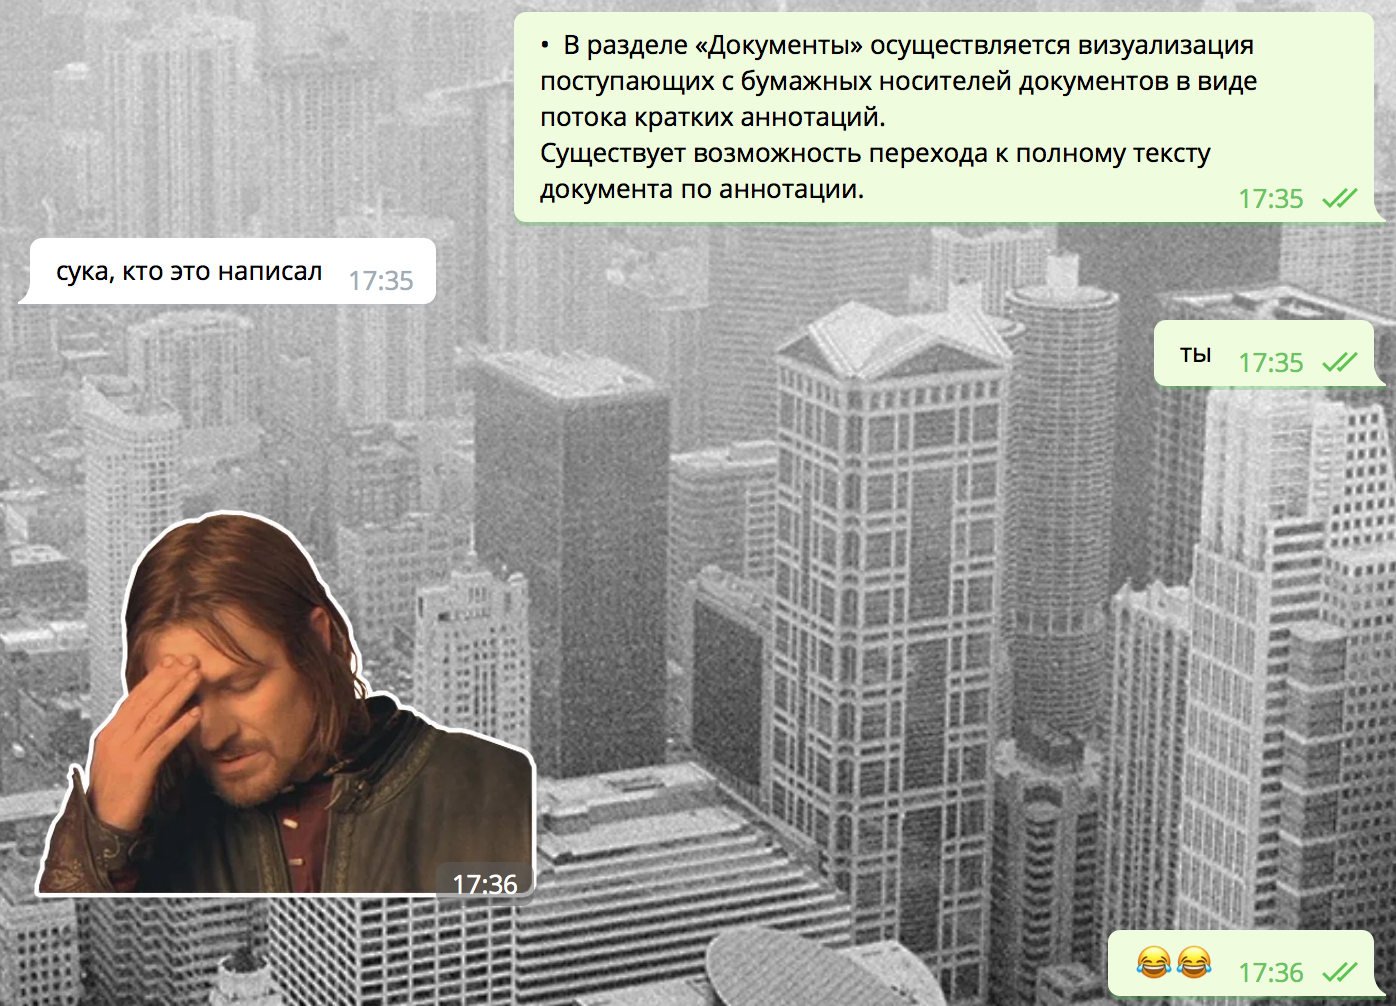 • В разделе «Документы» осуществляется визуализация
поступающих с бумажных носителей документов в виде
потока кратких аннотаций.
Существует возможность перехода к полному тексту
документа по аннотации.
17:35
сука, кто это написал 17:35
ты 17:35
17:36
😂😂 17:36